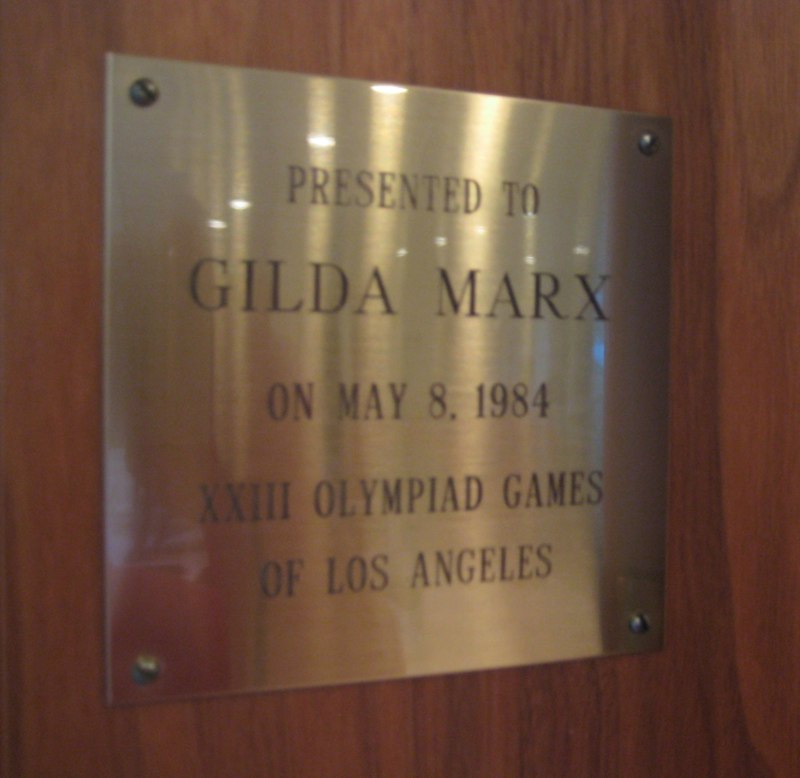 PRESENTED TO
GILDA MARX
ON MAY 8, 1984
XXIII OLYMPIAD GAMES
OF LOS ANGELES